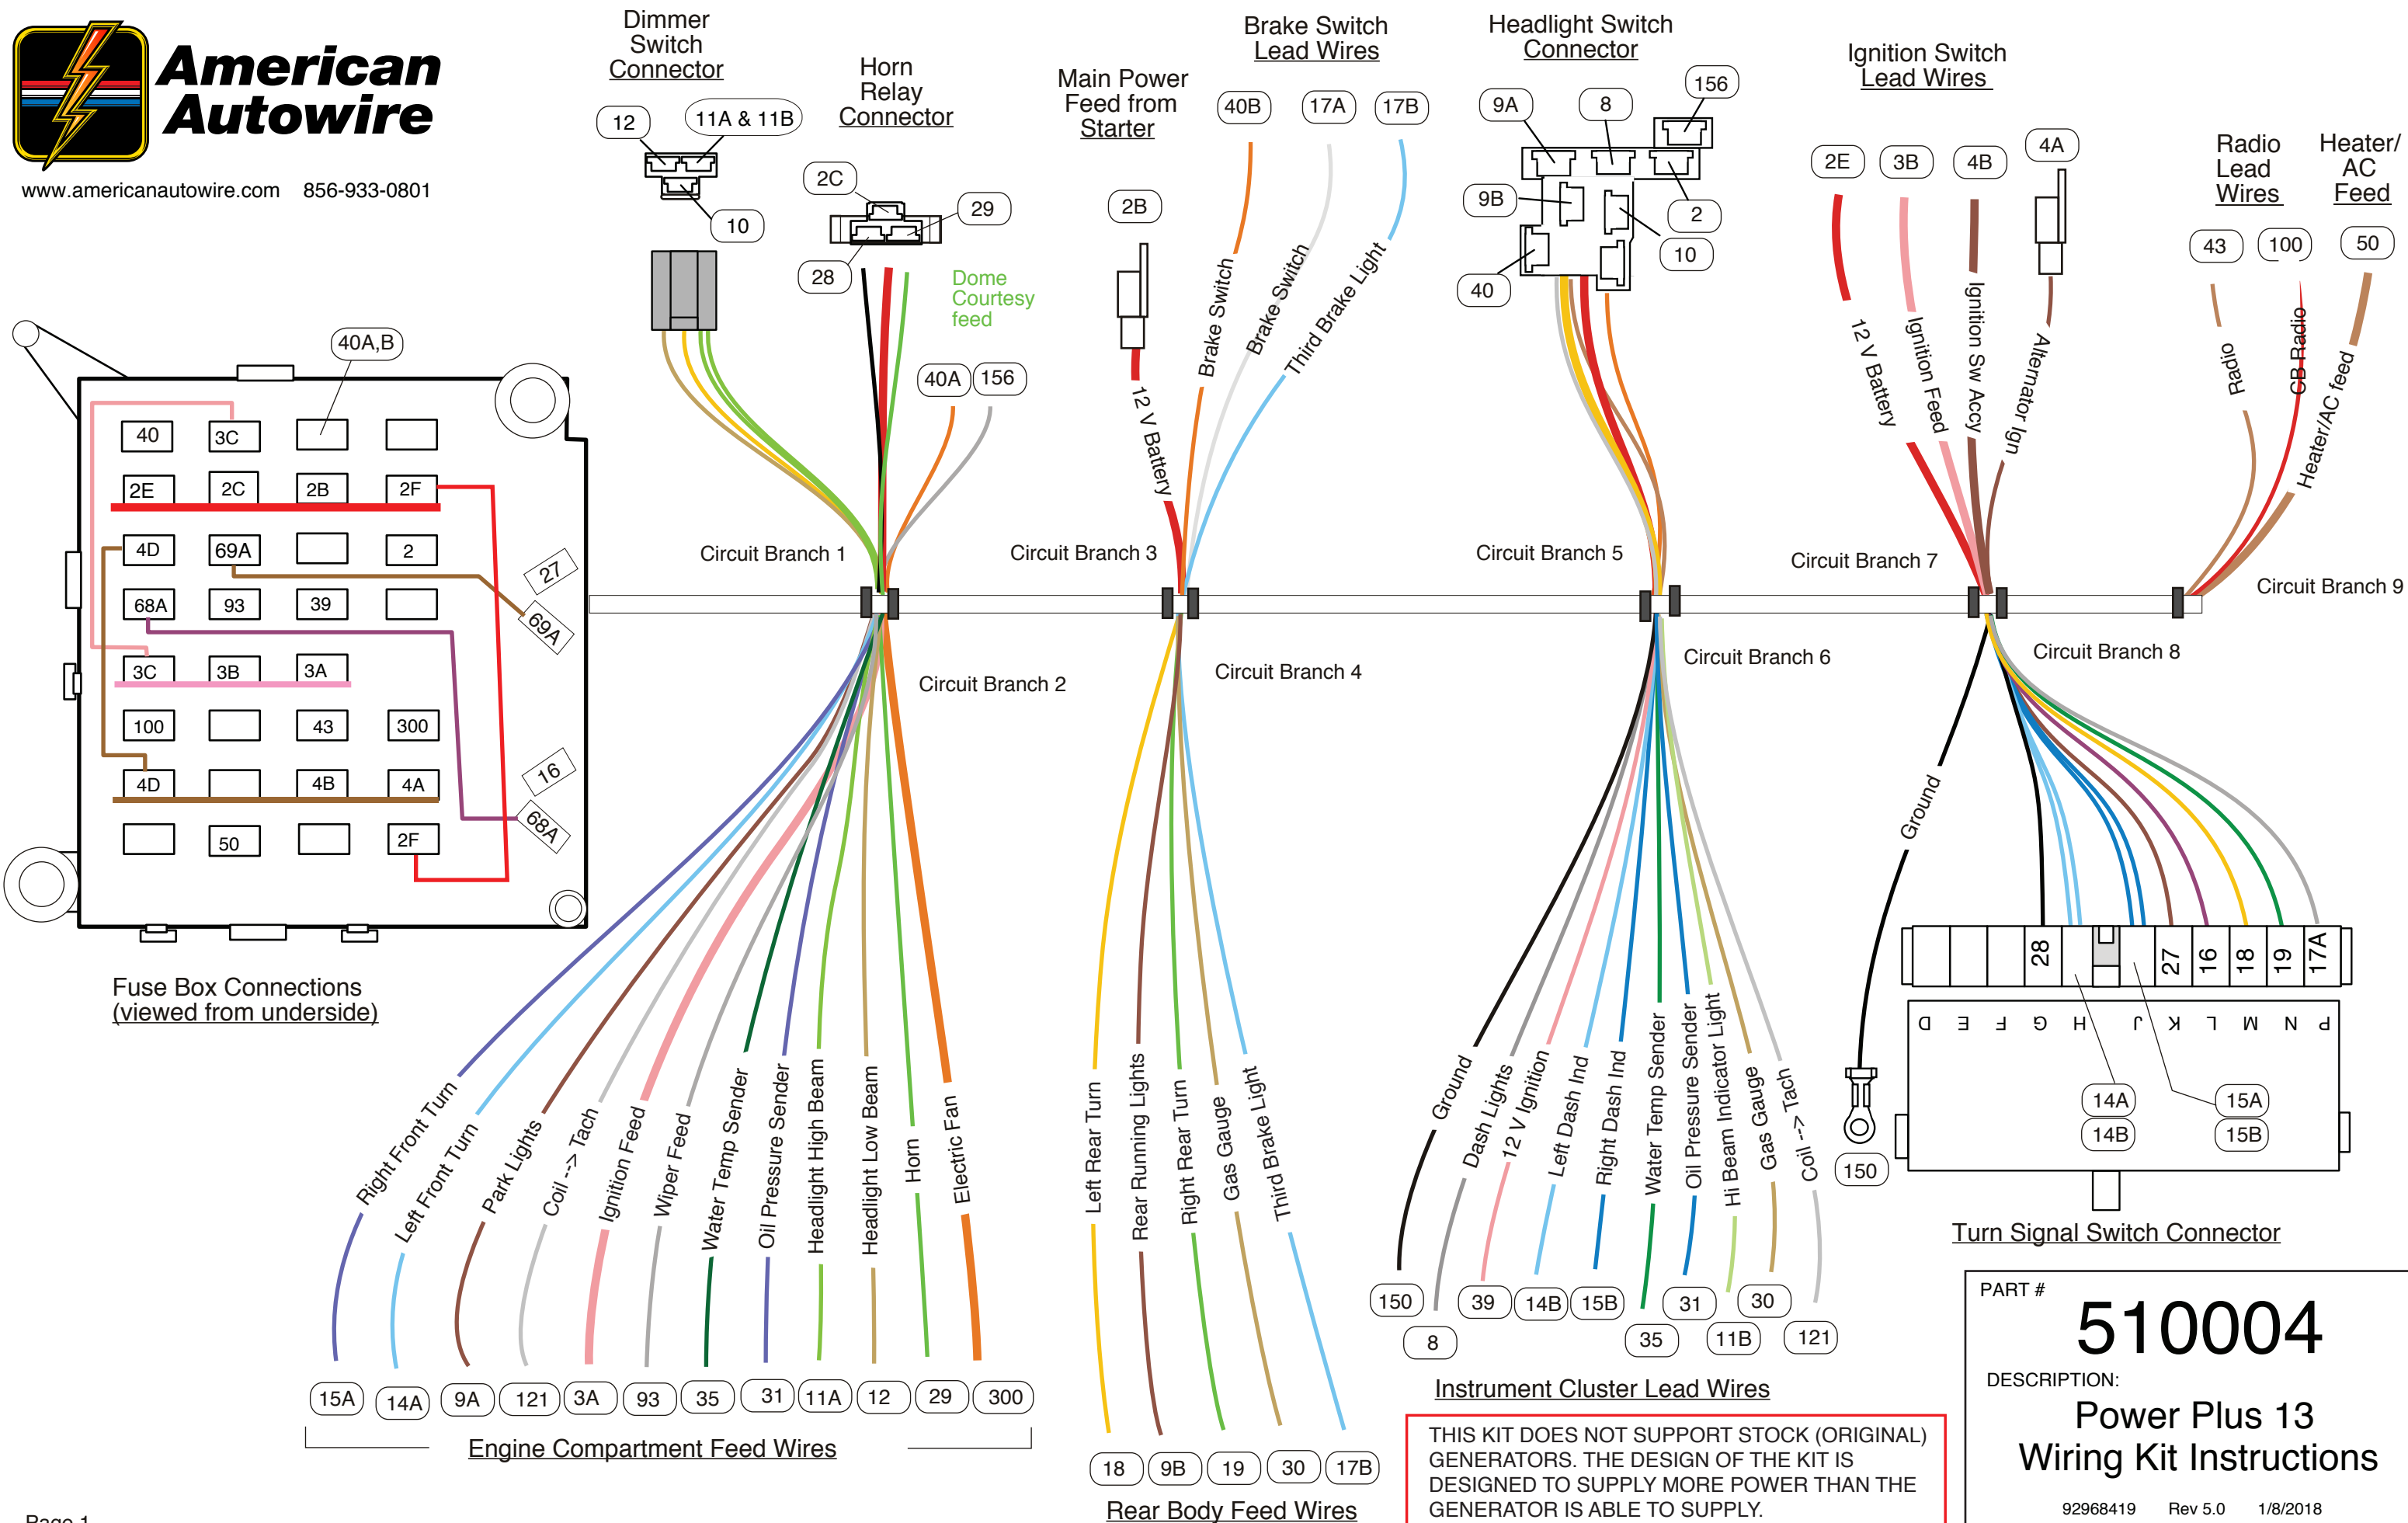 American
Autowire
www.americanautowire.com 856-933-0801
Dimmer
Switch
Connector
12
11A & 11B
10
Horn
Relay
Connector
2C
29
28
Dome
Courtesy
feed
40A
156
Main Power
Feed from
Starter
2B
12 V Battery
Brake Switch
Lead Wires
40B
17A
17B
Brake Switch
Brake Switch
Third Brake Light
Headlight Switch
Connector
9A
8
156
9B
2
10
40
Ignition Switch
Lead Wires
2E
3B
4B
4A
12 V Battery
Ignition Feed
Ignition Sw Accy
Alternator Ign
Radio
Lead
Wires
43
100
Radio
CB Radio
Heater/
AC
Feed
50
Heater/AC feed
40A,B
40
3C
2E
2C
2B
2F
4D
69A
2
68A
93
39
3C
3B
3A
100
43
300
4D
4B
4A
50
2F
27
69A
16
68A
Fuse Box Connections
(viewed from underside)
Circuit Branch 1
Circuit Branch 3
Circuit Branch 5
Circuit Branch 7
Circuit Branch 9
Circuit Branch 2
Circuit Branch 4
Circuit Branch 6
Circuit Branch 8
Right Front Turn
Left Front Turn
Park Lights
Coil --> Tach
Ignition Feed
Wiper Feed
Water Temp Sender
Oil Pressure Sender
Headlight High Beam
Headlight Low Beam
Horn
Electric Fan
15A
14A
9A
121
3A
93
35
31
11A
12
29
300
Engine Compartment Feed Wires
Left Rear Turn
Rear Running Lights
Right Rear Turn
Gas Gauge
Third Brake Light
18
9B
19
30
17B
Rear Body Feed Wires
Ground
Dash Lights
12 V Ignition
Left Dash Ind
Right Dash Ind
Water Temp Sender
Oil Pressure Sender
Hi Beam Indicator Light
Gas Gauge
Coil --> Tach
150
8
39
14B
15B
35
31
11B
30
121
Instrument Cluster Lead Wires
Ground
150
28
27
16
18
19
17A
D
E
F
G
H
J
K
L
M
N
P
14A
14B
15A
15B
Turn Signal Switch Connector
THIS KIT DOES NOT SUPPORT STOCK (ORIGINAL)
GENERATORS. THE DESIGN OF THE KIT IS
DESIGNED TO SUPPLY MORE POWER THAN THE
GENERATOR IS ABLE TO SUPPLY.
PART #
510004
DESCRIPTION:
Power Plus 13
Wiring Kit Instructions
92968419 Rev 5.0 1/8/2018
Page 1